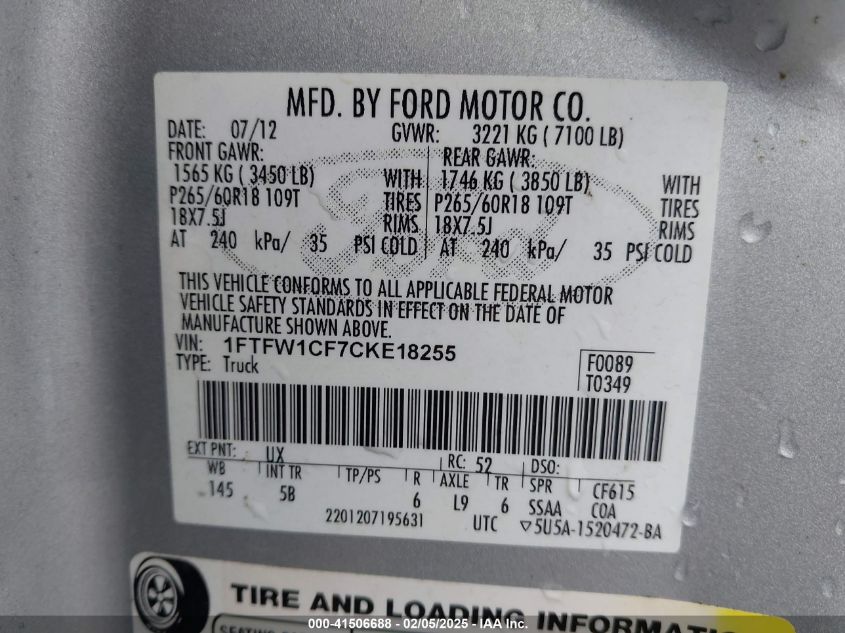 MFD. BY FORD MOTOR CO.
DATE: 07/12 GVWR: 3221 KG ( 7100 LB)
FRONT GAWR: REAR GAWR:
1565 KG ( 3450 LB) WITH 1746 KG ( 3850 LB) WITH
P265/60R18 109T TIRES P265/60R18 109T TIRES
18X7.5J RIMS 18X7.5J RIMS
AT 240 kPa/ 35 PSI COLD AT 240 kPa/ 35 PSI COLD
THIS VEHICLE CONFORMS TO ALL APPLICABLE FEDERAL MOTOR
VEHICLE SAFETY STANDARDS IN EFFECT ON THE DATE OF
MANUFACTURE SHOWN ABOVE.
VIN: 1FTFW1CF7CKE18255
TYPE: Truck
F0089
T0349
EXT PNT: UX RC: 52 DSO:
WB INT TR TP/PS R AXLE TR SPR CF615
145 5B 6 L9 6 SSAA COA
2201207195631 UTC ▽5U5A-1520472-BA
TIRE AND LOADING INFORMATIO
000-41506688 - 02/05/2025 - IAAI Inc.